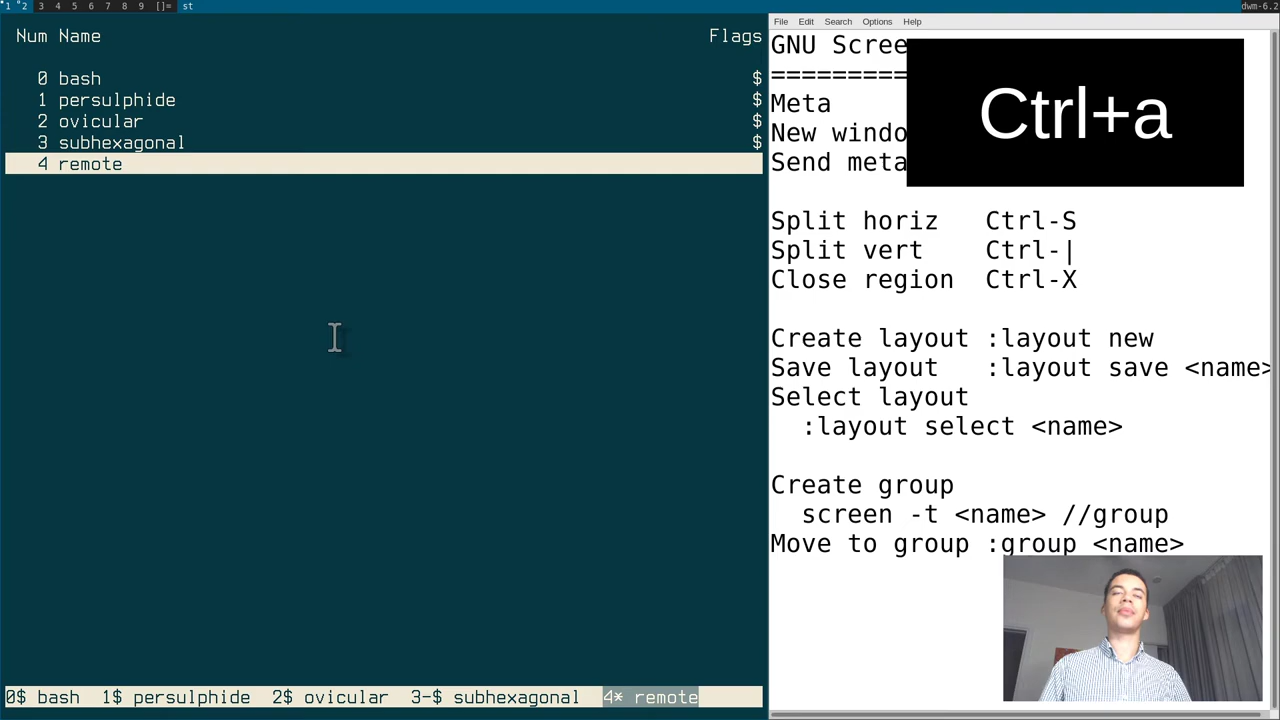 *1 °2 3 4 5 6 7 8 9 []= st dwm-6.2
Num Name Flags
0 bash $
1 persulphide $
2 ovicular $
3 subhexagonal $
4 remote
0$ bash 1$ persulphide 2$ ovicular 3-$ subhexagonal 4* remote
File Edit Search Options Help
GNU Scree
=========
Meta
New windo
Send meta
Ctrl+a
Split horiz Ctrl-S
Split vert Ctrl-|
Close region Ctrl-X
Create layout :layout new
Save layout :layout save <name>
Select layout
:layout select <name>
Create group
screen -t <name> //group
Move to group :group <name>